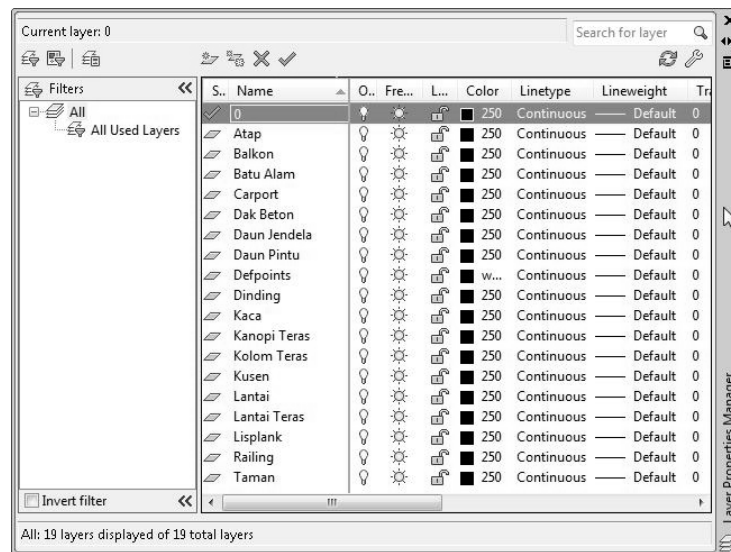 Current layer: 0
Search for layer
Filters
All
All Used Layers
Invert filter
S.. Name O.. Fre... L... Color Linetype Lineweight Tr
0 250 Continuous Default 0
Atap 250 Continuous Default 0
Balkon 250 Continuous Default 0
Batu Alam 250 Continuous Default 0
Carport 250 Continuous Default 0
Dak Beton 250 Continuous Default 0
Daun Jendela 250 Continuous Default 0
Daun Pintu 250 Continuous Default 0
Defpoints w... Continuous Default 0
Dinding 250 Continuous Default 0
Kaca 250 Continuous Default 0
Kanopi Teras 250 Continuous Default 0
Kolom Teras 250 Continuous Default 0
Kusen 250 Continuous Default 0
Lantai 250 Continuous Default 0
Lantai Teras 250 Continuous Default 0
Lisplank 250 Continuous Default 0
Railing 250 Continuous Default 0
Taman 250 Continuous Default 0
All: 19 layers displayed of 19 total layers
Layer Properties Manager